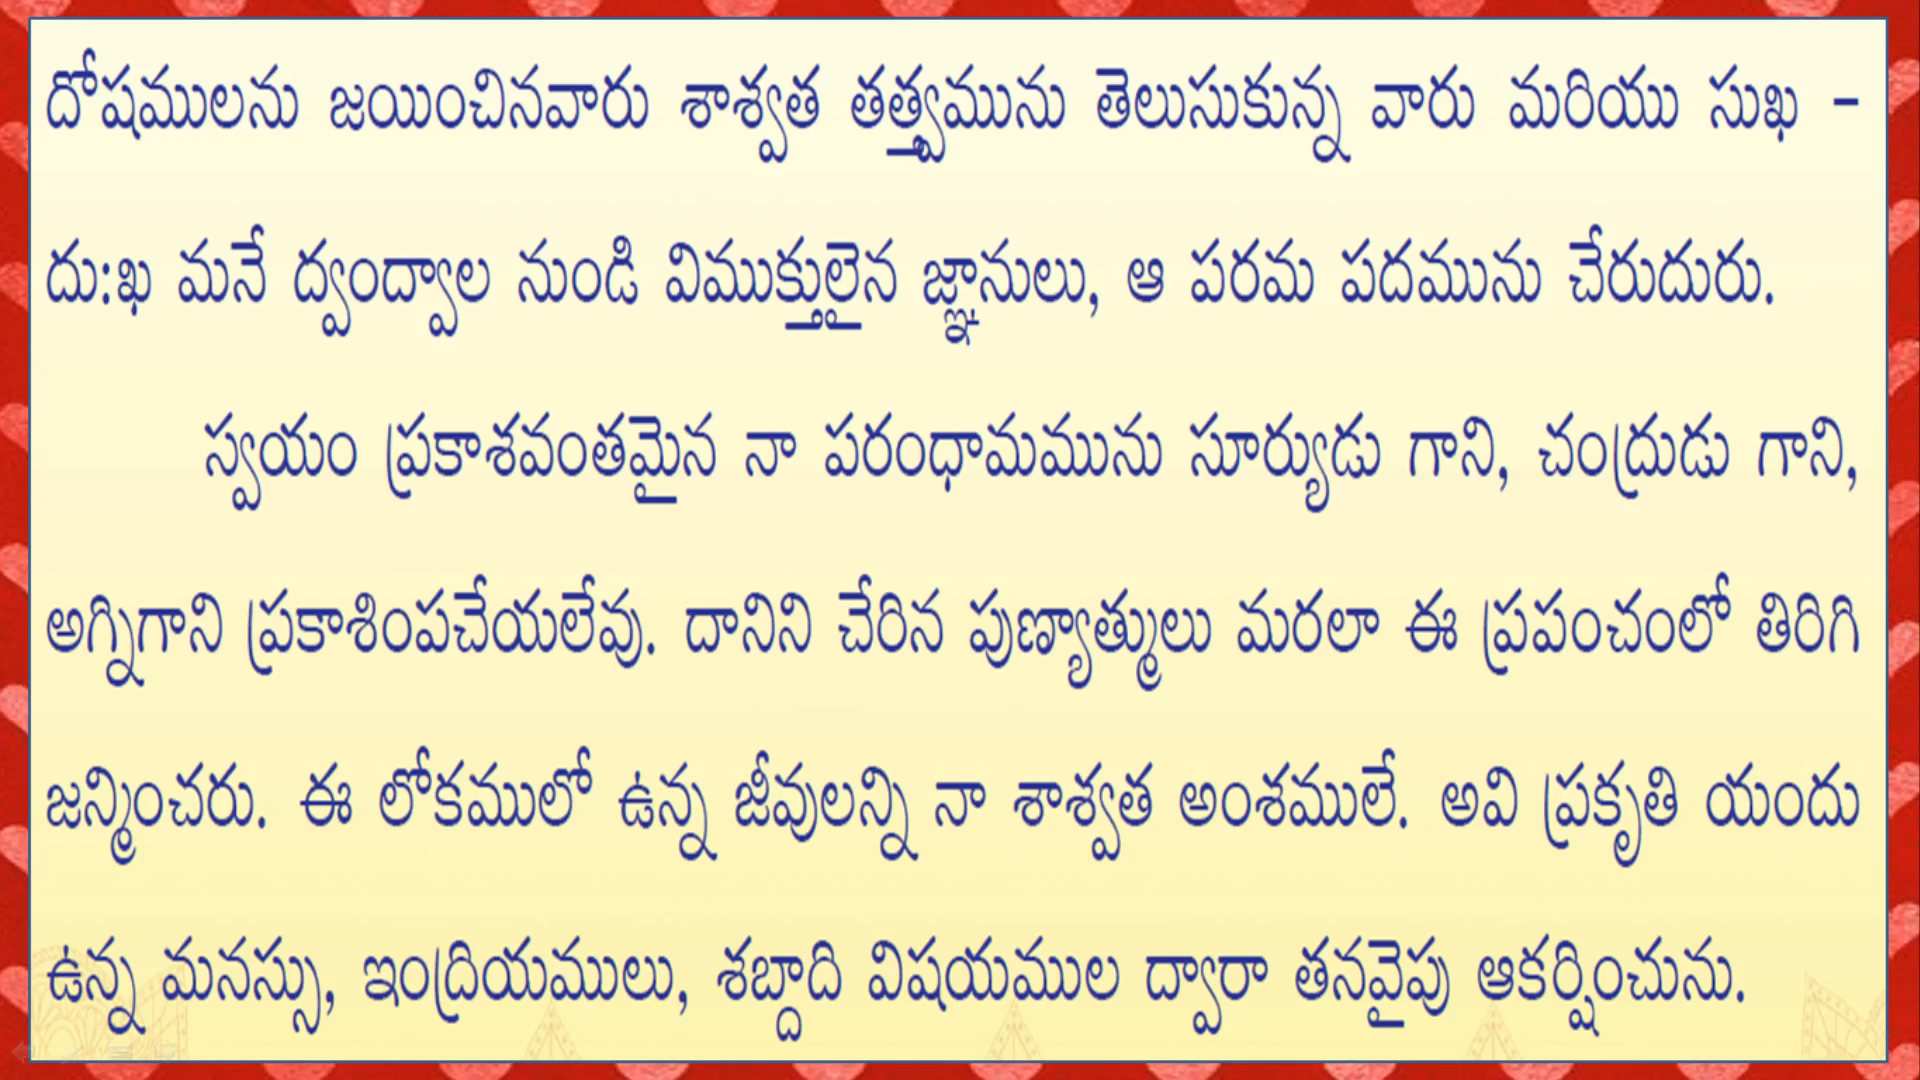 దోషములను జయించినవారు శాశ్వత తత్త్వమును తెలుసుకున్న వారు మరియు సుఖ -
దు:ఖ మనే ద్వంద్వాల నుండి విముక్తులైన జ్ఞానులు, ఆ పరమ పదమును చేరుదురు.
స్వయం ప్రకాశవంతమైన నా పరంధామమును సూర్యుడు గాని, చంద్రుడు గాని,
అగ్నిగాని ప్రకాశింపచేయలేవు. దానిని చేరిన పుణ్యాత్ములు మరలా ఈ ప్రపంచంలో తిరిగి
జన్మించరు. ఈ లోకములో ఉన్న జీవులన్ని నా శాశ్వత అంశములే. అవి ప్రకృతి యందు
ఉన్న మనస్సు, ఇంద్రియములు, శబ్దాది విషయముల ద్వారా తనవైపు ఆకర్షించును.